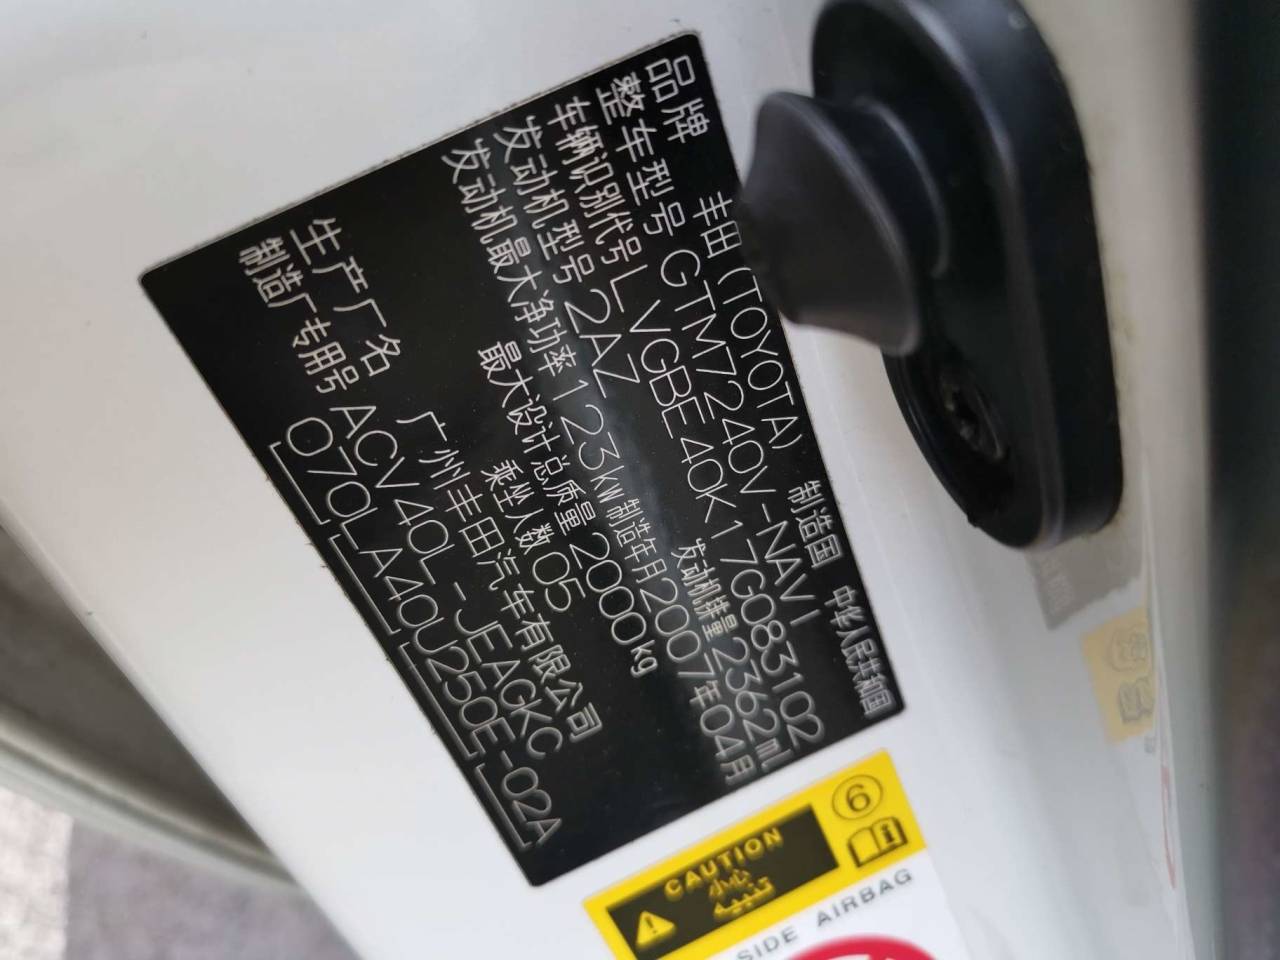 品牌 丰田(TOYOTA) 制造国 中华人民共和国
整车型号 GTM7240V-NAVI
车辆识别代号 LVGBE40K17G083102
发动机型号 2AZ 发动机排量 2362mL
发动机最大净功率 123kW 制造年月 2007年04月
最大设计总质量 2000kg
乘坐人数 05
生产厂名 广州丰田汽车有限公司
制造厂专用号 ACV40L-JEAGKC
070LA40U250E-02A
6
CAUTION
小心
SIDE AIRBAG